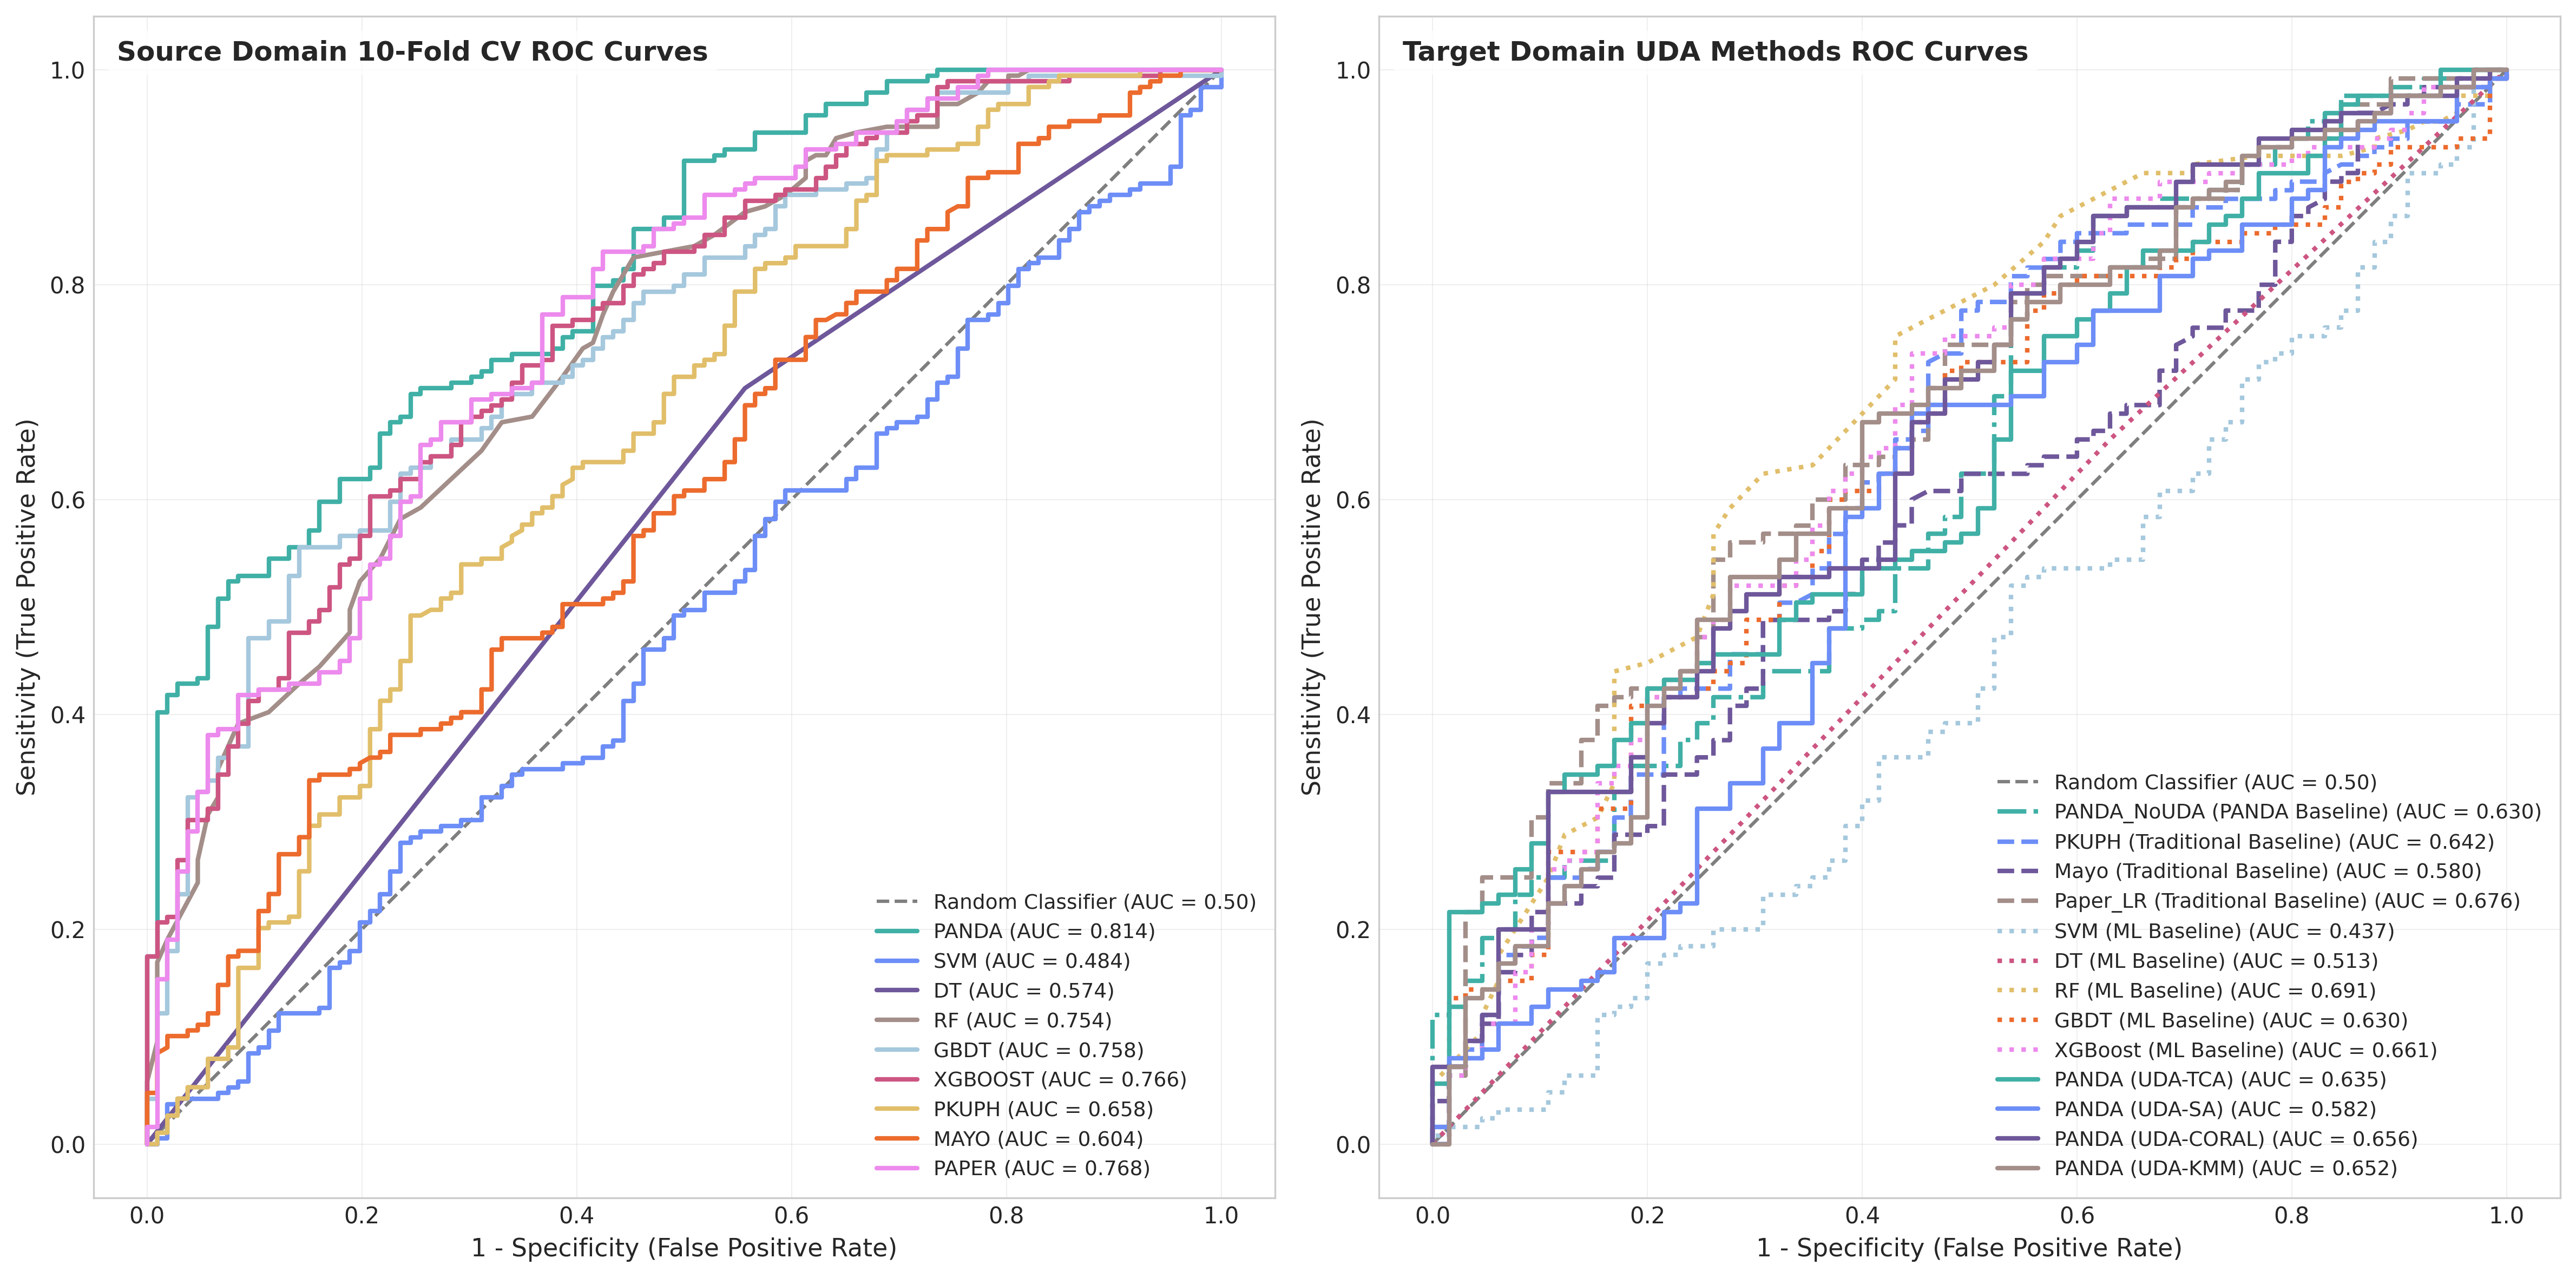 Source Domain 10-Fold CV ROC Curves
Sensitivity (True Positive Rate)
1.0
0.8
0.6
0.4
0.2
0.0
Random Classifier (AUC = 0.50)
PANDA (AUC = 0.814)
SVM (AUC = 0.484)
DT (AUC = 0.574)
RF (AUC = 0.754)
GBDT (AUC = 0.758)
XGBOOST (AUC = 0.766)
PKUPH (AUC = 0.658)
MAYO (AUC = 0.604)
PAPER (AUC = 0.768)
0.0 0.2 0.4 0.6 0.8 1.0
1 - Specificity (False Positive Rate)
Target Domain UDA Methods ROC Curves
Sensitivity (True Positive Rate)
1.0
0.8
0.6
0.4
0.2
0.0
Random Classifier (AUC = 0.50)
PANDA_NoUDA (PANDA Baseline) (AUC = 0.630)
PKUPH (Traditional Baseline) (AUC = 0.642)
Mayo (Traditional Baseline) (AUC = 0.580)
Paper_LR (Traditional Baseline) (AUC = 0.676)
SVM (ML Baseline) (AUC = 0.437)
DT (ML Baseline) (AUC = 0.513)
RF (ML Baseline) (AUC = 0.691)
GBDT (ML Baseline) (AUC = 0.630)
XGBoost (ML Baseline) (AUC = 0.661)
PANDA (UDA-TCA) (AUC = 0.635)
PANDA (UDA-SA) (AUC = 0.582)
PANDA (UDA-CORAL) (AUC = 0.656)
PANDA (UDA-KMM) (AUC = 0.652)
0.0 0.2 0.4 0.6 0.8 1.0
1 - Specificity (False Positive Rate)